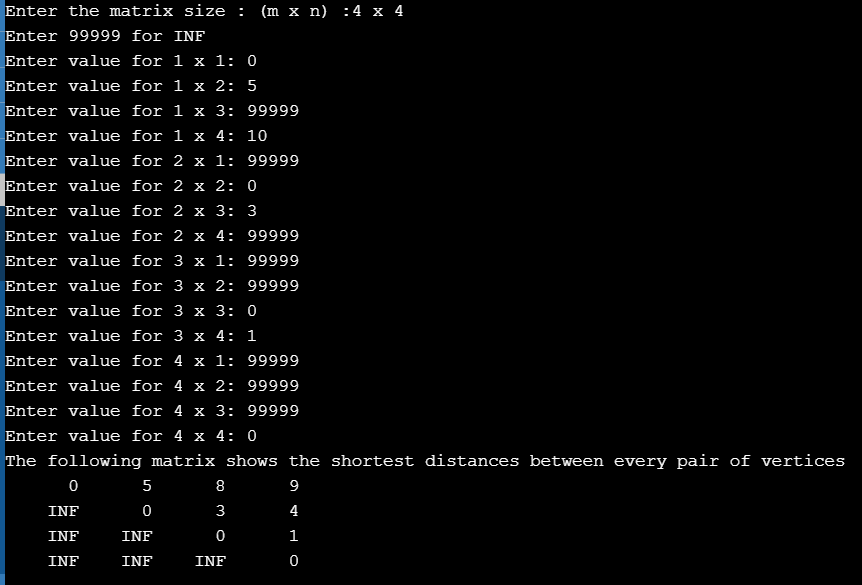 Enter the matrix size : (m x n) :4 x 4
Enter 99999 for INF
Enter value for 1 x 1: 0
Enter value for 1 x 2: 5
Enter value for 1 x 3: 99999
Enter value for 1 x 4: 10
Enter value for 2 x 1: 99999
Enter value for 2 x 2: 0
Enter value for 2 x 3: 3
Enter value for 2 x 4: 99999
Enter value for 3 x 1: 99999
Enter value for 3 x 2: 99999
Enter value for 3 x 3: 0
Enter value for 3 x 4: 1
Enter value for 4 x 1: 99999
Enter value for 4 x 2: 99999
Enter value for 4 x 3: 99999
Enter value for 4 x 4: 0
The following matrix shows the shortest distances between every pair of vertices
0 5 8 9
INF 0 3 4
INF INF 0 1
INF INF INF 0